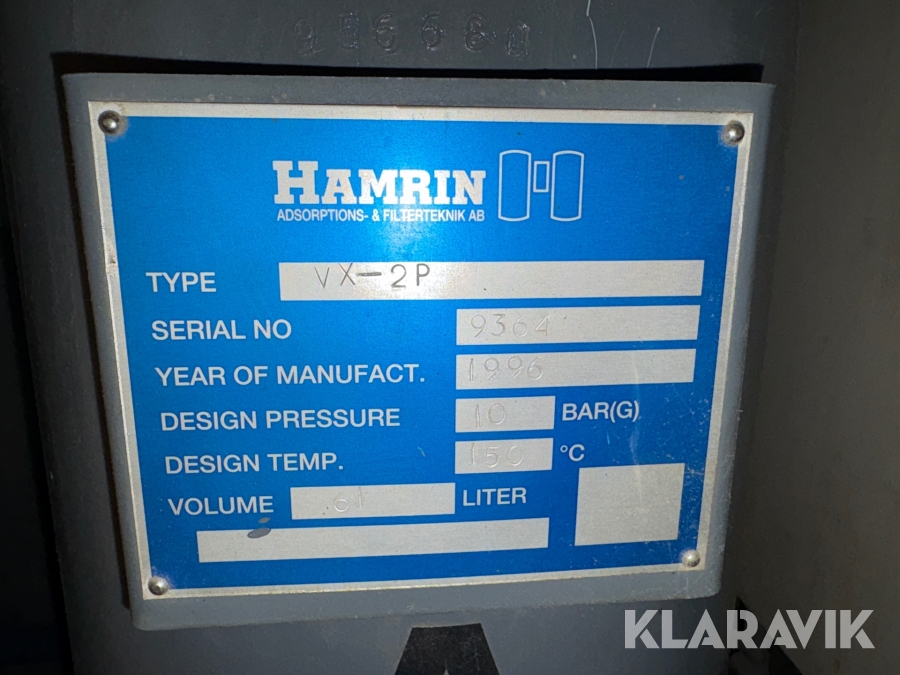 HAMRIN
ADSORPTIONS- & FILTERTEKNIK AB
TYPE VX-2P
SERIAL NO 9364
YEAR OF MANUFACT. 1996
DESIGN PRESSURE 10 BAR(G)
DESIGN TEMP. 150 °C
VOLUME 61 LITER
KLARAVIK